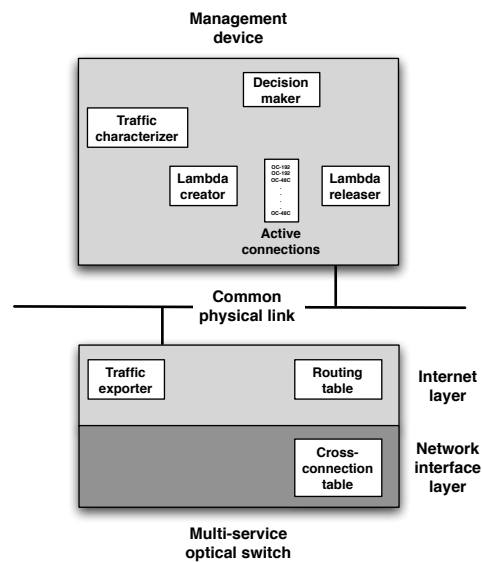 Management
device
Decision
maker
Traffic
characterizer
Lambda
creator
OC-192
OC-192
OC-48C
.
.
.
.
OC-48C
Lambda
releaser
Active
connections
Common
physical link
Traffic
exporter
Routing
table
Internet
layer
Cross-
connection
table
Network
interface
layer
Multi-service
optical switch